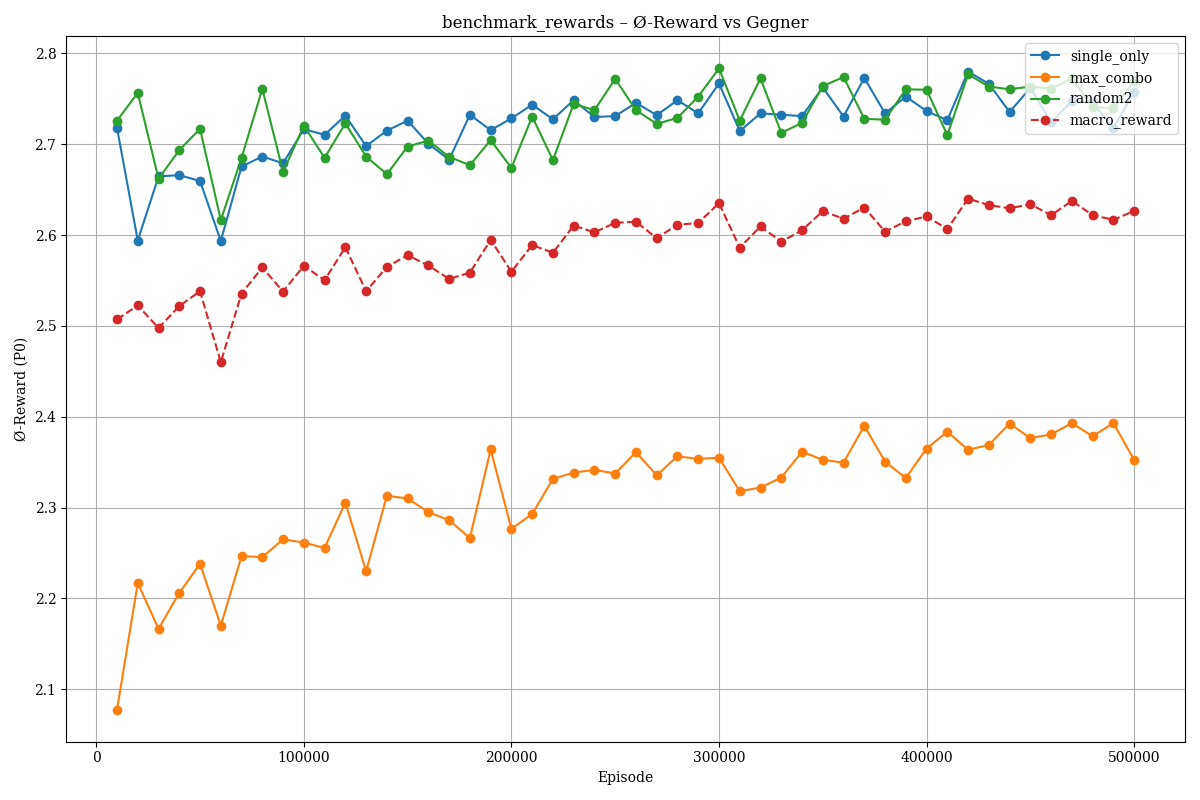 benchmark_rewards – Ø-Reward vs Gegner
single_only
max_combo
random2
macro_reward
2.8
2.7
2.6
2.5
2.4
2.3
2.2
2.1
Ø-Reward (P0)
0
100000
200000
300000
400000
500000
Episode